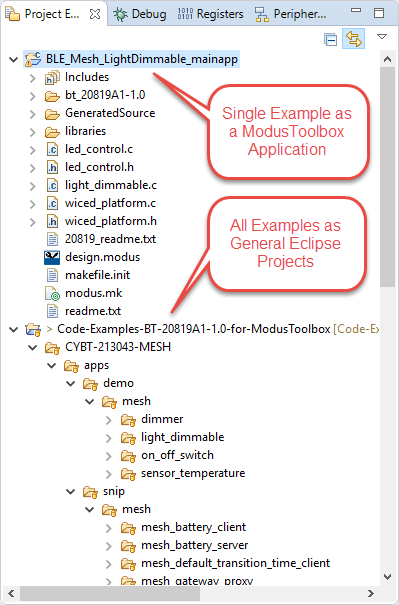 Project E...
Debug
Registers
Peripher...
BLE_Mesh_LightDimmable_mainapp
Includes
bt_20819A1-1.0
GeneratedSource
libraries
led_control.c
led_control.h
light_dimmable.c
wiced_platform.c
wiced_platform.h
20819_readme.txt
design.modus
makefile.init
modus.mk
readme.txt
Single Example as
a ModusToolbox
Application
All Examples as
General Eclipse
Projects
> Code-Examples-BT-20819A1-1.0-for-ModusToolbox [Code-Ex
CYBT-213043-MESH
apps
demo
mesh
dimmer
light_dimmable
on_off_switch
sensor_temperature
snip
mesh
mesh_battery_client
mesh_battery_server
mesh_default_transition_time_client
mesh_gateway_proxy